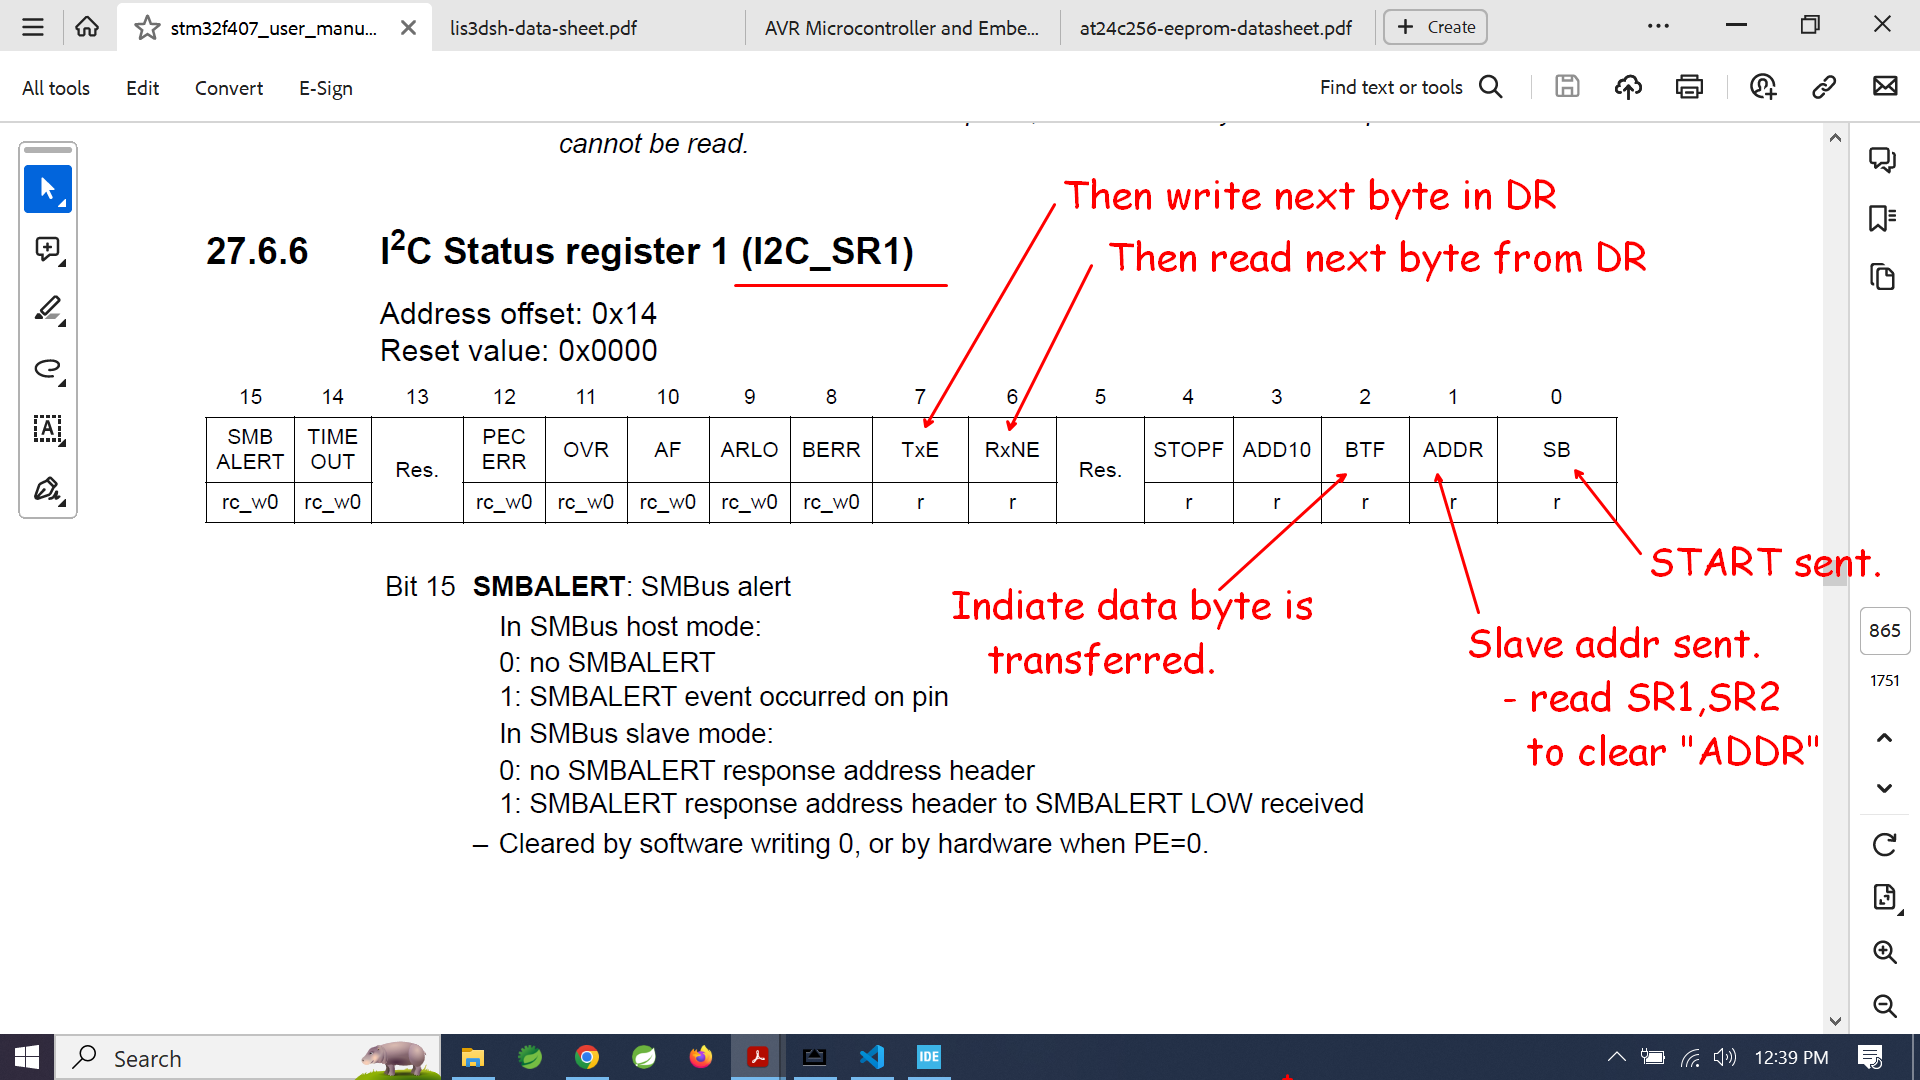 stm32f407_user_manu...
lis3dsh-data-sheet.pdf
AVR Microcontroller and Embe...
at24c256-eeprom-datasheet.pdf
+ Create
All tools
Edit
Convert
E-Sign
Find text or tools
cannot be read.
Then write next byte in DR
27.6.6 I²C Status register 1 (I2C_SR1)
Then read next byte from DR
Address offset: 0x14
Reset value: 0x0000
15 14 13 12 11 10 9 8 7 6 5 4 3 2 1 0
SMB ALERT TIME OUT Res. PEC ERR OVR AF ARLO BERR TxE RxNE Res. STOPF ADD10 BTF ADDR SB
rc_w0 rc_w0 rc_w0 rc_w0 rc_w0 rc_w0 rc_w0 r r r r r r r
START sent.
Indiate data byte is
transferred.
Slave addr sent.
- read SR1,SR2
to clear "ADDR"
Bit 15 SMBALERT: SMBus alert
In SMBus host mode:
0: no SMBALERT
1: SMBALERT event occurred on pin
In SMBus slave mode:
0: no SMBALERT response address header
1: SMBALERT response address header to SMBALERT LOW received
– Cleared by software writing 0, or by hardware when PE=0.
865
1751
Search
IDE
12:39 PM